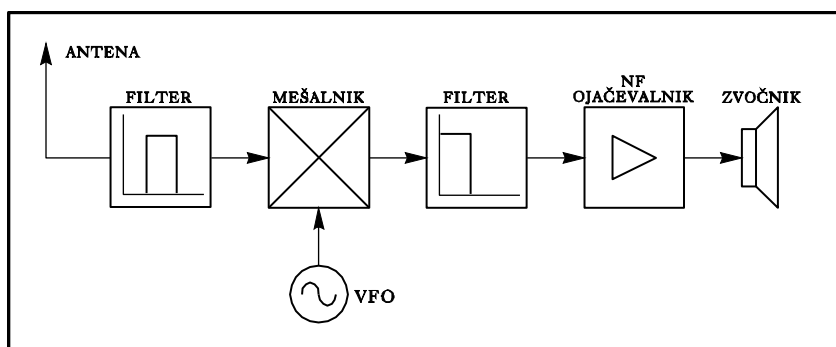 ANTENA
FILTER
MEŠALNIK
FILTER
NF
OJAČEVALNIK
ZVOČNIK
VFO